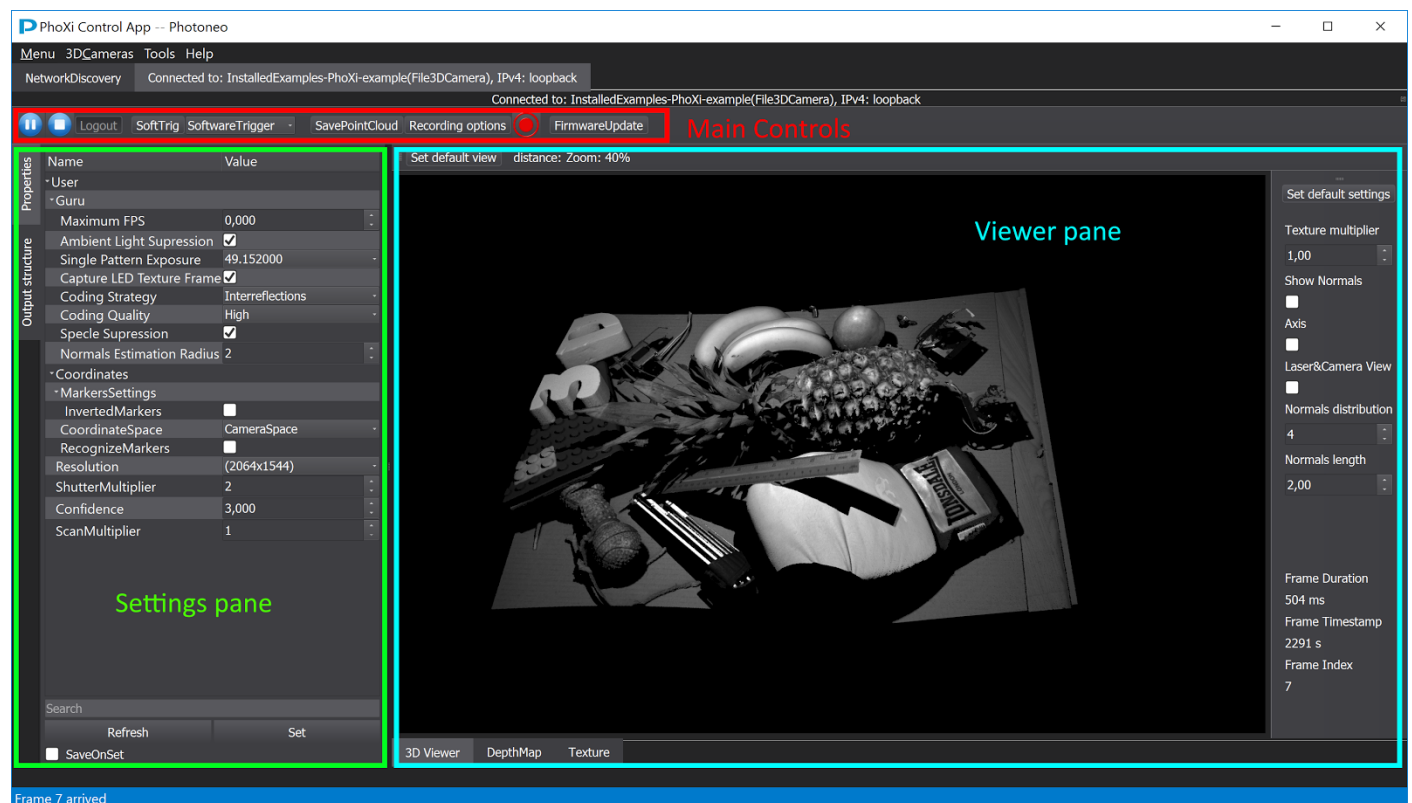 PhoXi Control App -- Photoneo
Menu 3DCameras Tools Help
NetworkDiscovery Connected to: InstalledExamples-PhoXi-example(File3DCamera), IPv4: loopback
Connected to: InstalledExamples-PhoXi-example(File3DCamera), IPv4: loopback
Logout SoftTrig SoftwareTrigger SavePointCloud Recording options FirmwareUpdate Main Controls
Properties
Output structure
Name Value
User
Guru
Maximum FPS 0,000
Ambient Light Supression
Single Pattern Exposure 49.152000
Capture LED Texture Frame
Coding Strategy Interreflections
Coding Quality High
Specle Supression
Normals Estimation Radius 2
Coordinates
MarkersSettings
InvertedMarkers
CoordinateSpace CameraSpace
RecognizeMarkers
Resolution (2064x1544)
ShutterMultiplier 2
Confidence 3,000
ScanMultiplier 1
Settings pane
Search
Refresh Set
SaveOnSet
Set default view distance: Zoom: 40%
Viewer pane
LONSDALE
LONDON
3D Viewer DepthMap Texture
Set default settings
Texture multiplier
1,00
Show Normals
Axis
Laser&Camera View
Normals distribution
4
Normals length
2,00
Frame Duration
504 ms
Frame Timestamp
2291 s
Frame Index
7
Frame 7 arrived